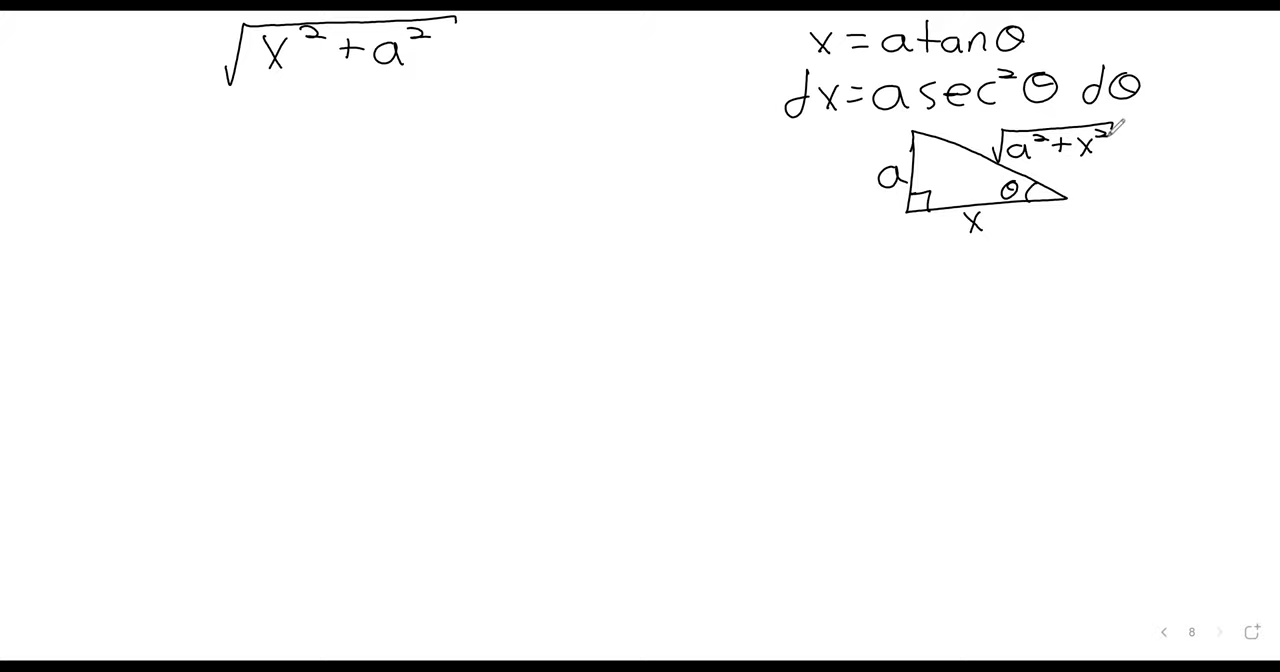 √(x² + a²)
x = a tan θ
dx = a sec² θ dθ
√(a² + x²)
a
θ
x
8